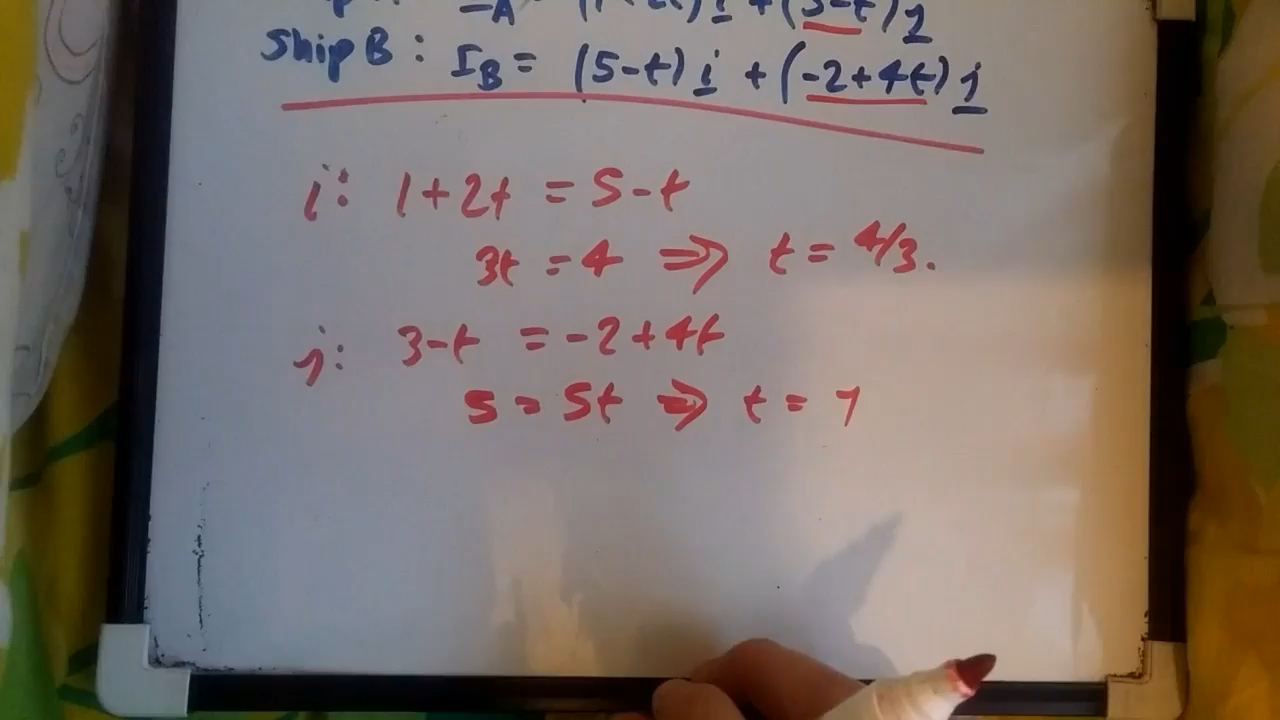 Ship B : r_B = (5-t) i + (-2+4t) j
i: 1+2t = 5-t
3t = 4 ⇒ t = 4/3.
j: 3-t = -2+4t
5 = 5t ⇒ t = 1